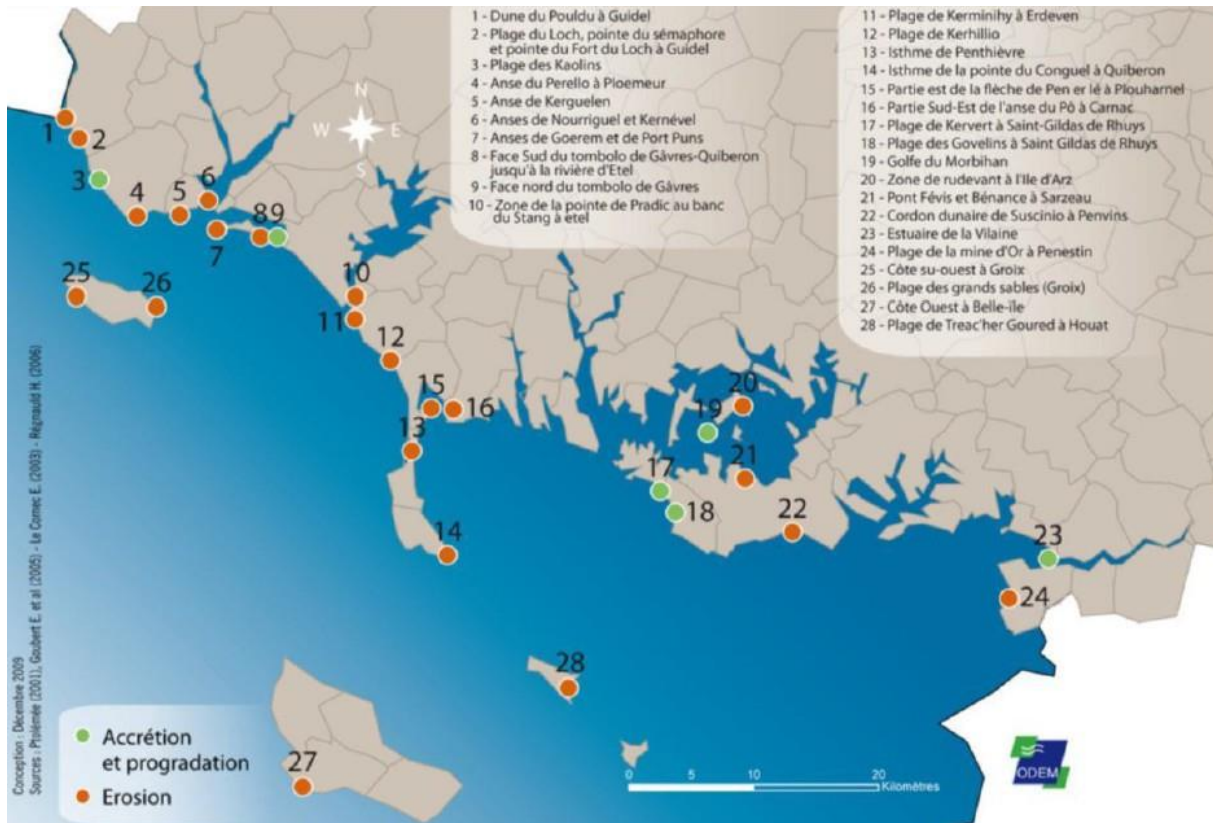 1 - Dune du Pouldu à Guidel
2 - Plage du Loch, pointe du sémaphore
et pointe du Fort du Loch à Guidel
3 - Plage des Kaolins
4 - Anse du Perello à Ploemeur
5 - Anse de Kerguelen
6 - Anses de Nourriguel et Kernével
7 - Anses de Goerem et de Port Puns
8 - Face Sud du tombolo de Gâvres-Quiberon
jusqu'à la rivière d'Etel
9 - Face nord du tombolo de Gâvres
10 - Zone de la pointe de Pradic au banc
du Stang à etel
11 - Plage de Kerminihy à Erdeven
12 - Plage de Kerhillio
13 - Isthme de Penthièvre
14 - Isthme de la pointe du Conguel à Quiberon
15 - Partie est de la flèche de Pen er lé à Plouharnel
16 - Partie Sud-Est de l'anse du Pô à Carnac
17 - Plage de Kervert à Saint-Gildas de Rhuys
18 - Plage des Govelins à Saint Gildas de Rhuys
19 - Golfe du Morbihan
20 - Zone de rudevant à l'Ile d'Arz
21 - Pont Févis et Bénance à Sarzeau
22 - Cordon dunaire de Suscinio à Penvins
23 - Estuaire de la Vilaine
24 - Plage de la mine d'Or à Penestin
25 - Côte su-ouest à Groix
26 - Plage des grands sables (Groix)
27 - Côte Ouest à Belle-île
28 - Plage de Treac'her Goured à Houat
N
W E
S
1
2
3
4
5
6
7
8 9
25
26
10
11
12
15
16
13
14
20
19
17
18
21
22
23
24
28
27
Accrétion
et progradation
Erosion
0 10 20
Kilomètres
ODEM
Conception : Décembre 2009
Sources : Ptolémée (2001), Goubert E. et al (2005) - Le Cornec E. (2003) - Régnauld H. (2006)